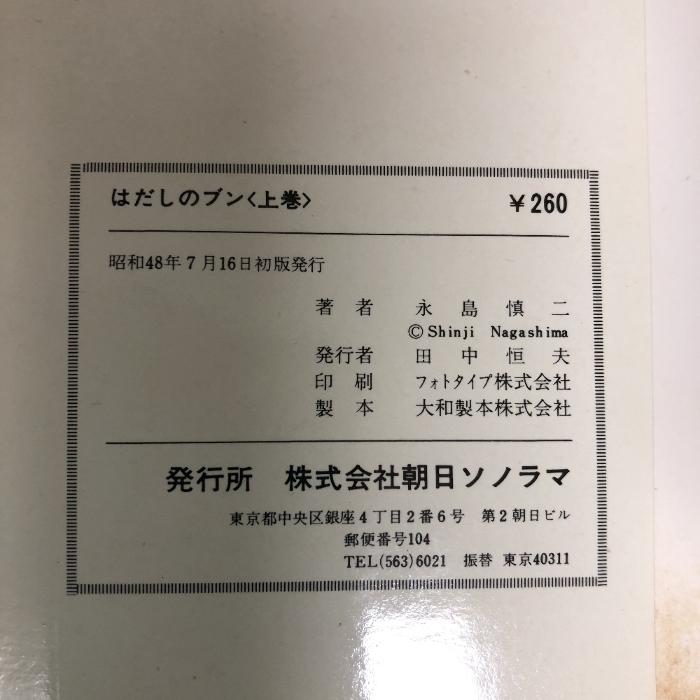 はだしのブン〈上巻〉 ¥260
昭和48年7月16日初版発行
著者 永島慎二
©Shinji Nagashima
発行者 田中恒夫
印刷 フォトタイプ株式会社
製本 大和製本株式会社
発行所 株式会社朝日ソノラマ
東京都中央区銀座4丁目2番6号 第2朝日ビル
郵便番号104
TEL(563)6021 振替 東京40311